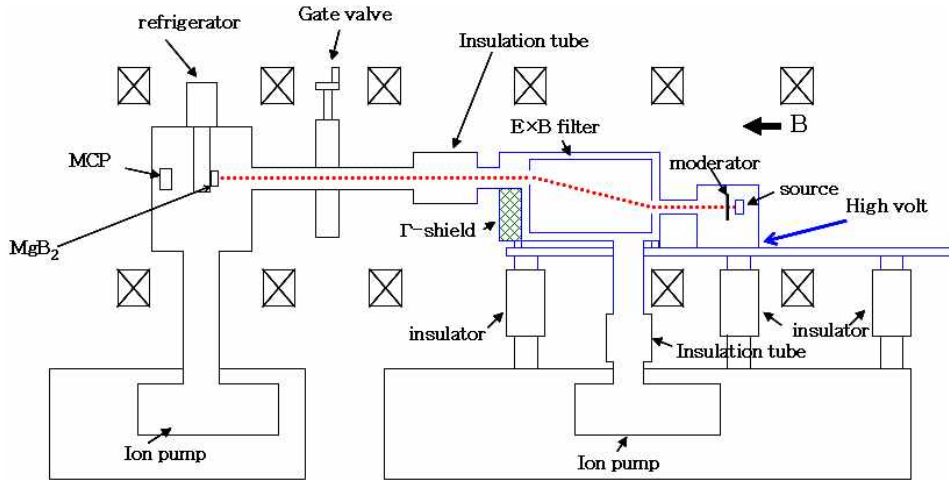 Gate valve
refrigerator
Insulation tube
E×B filter
B
MCP
moderator
source
Γ-shield
High volt
MgB2
insulator
insulator
Insulation tube
Ion pump
Ion pump